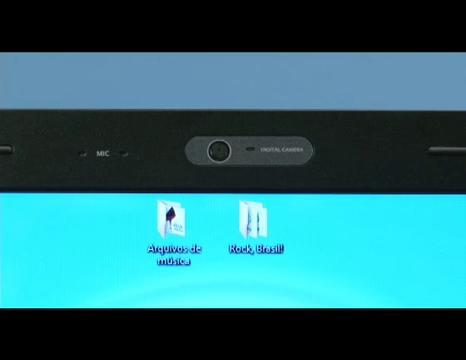 MIC
DIGITAL CAMERA
Arquivos de
música
Rock, Brasil!